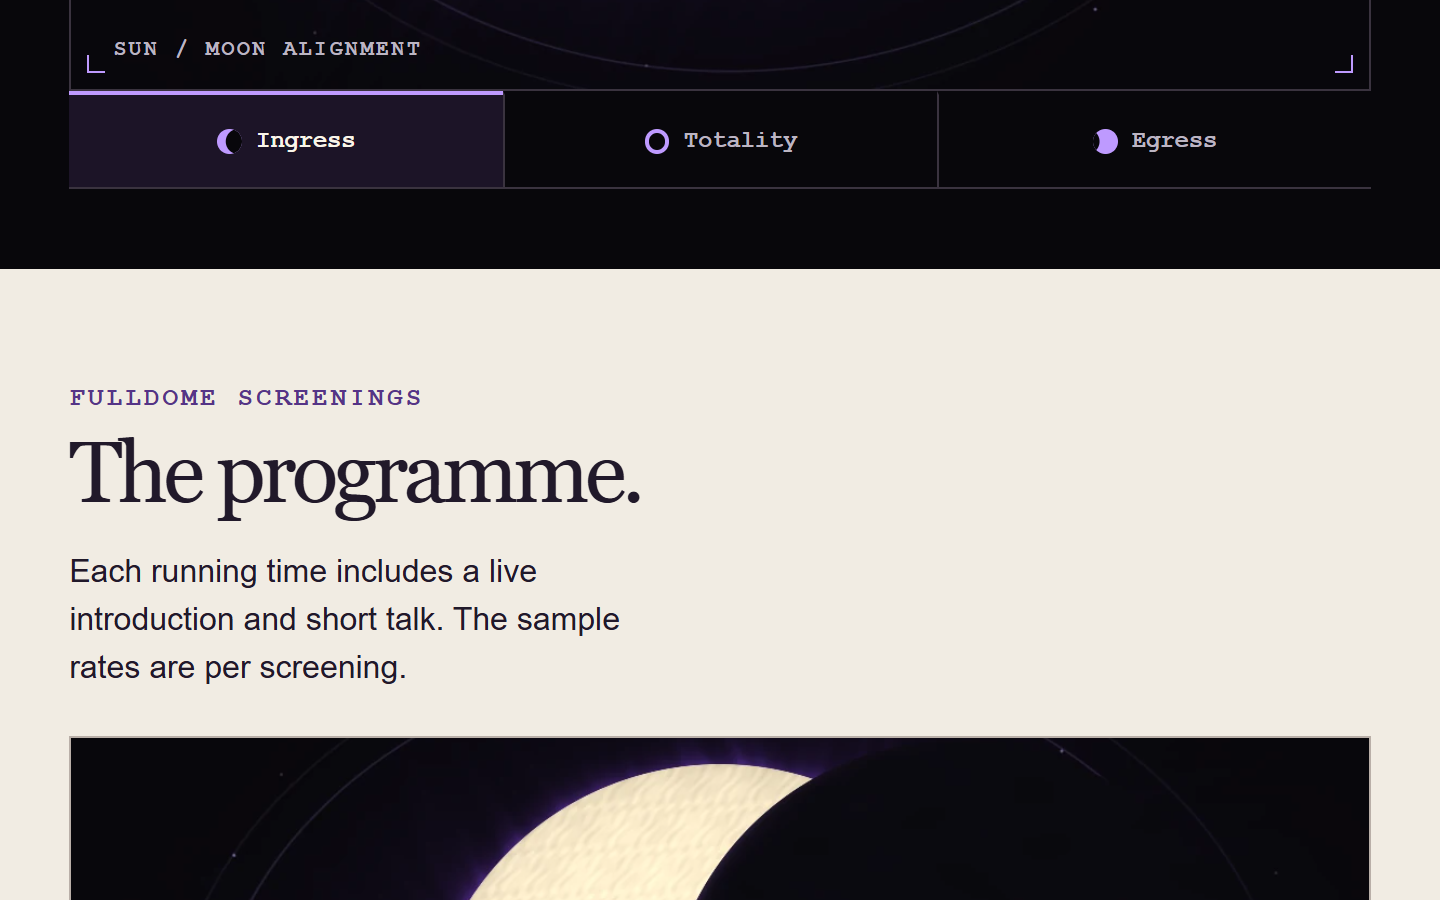 SUN / MOON ALIGNMENT
Ingress
Totality
Egress
FULLDOME SCREENINGS
The programme.
Each running time includes a live
introduction and short talk. The sample
rates are per screening.